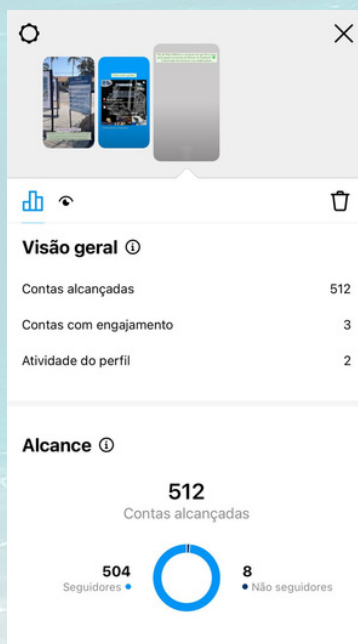 Visão geral
Contas alcançadas 512
Contas com engajamento 3
Atividade do perfil 2
Alcance
512
Contas alcançadas
504 8
Seguidores Não seguidores